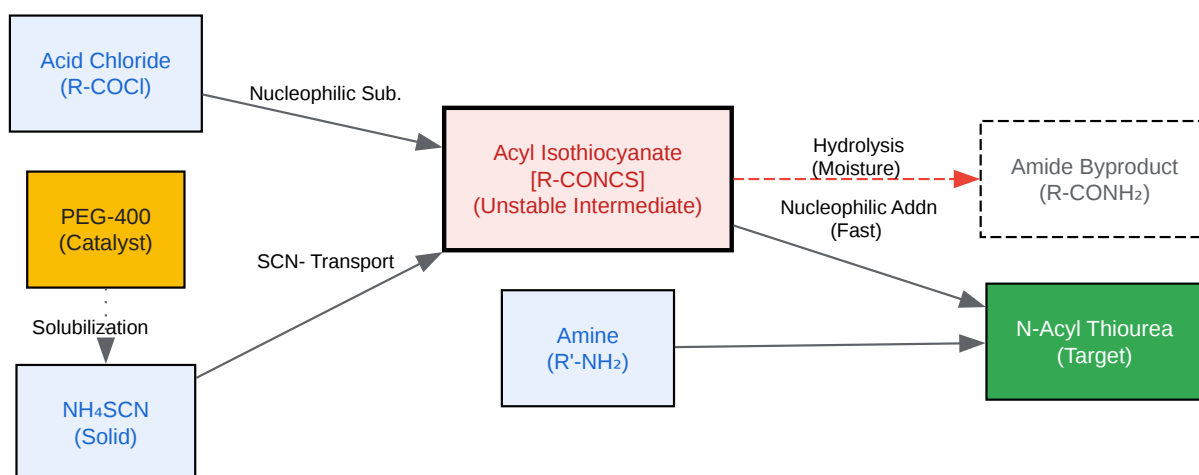 Acid Chloride
(R-COCl)
Nucleophilic Sub.
PEG-400
(Catalyst)
Solubilization
NH₄SCN
(Solid)
SCN- Transport
Acyl Isothiocyanate
[R-CONCS]
(Unstable Intermediate)
Amine
(R'-NH₂)
Hydrolysis
(Moisture)
Nucleophilic Addn
(Fast)
Amide Byproduct
(R-CONH₂)
N-Acyl Thiourea
(Target)